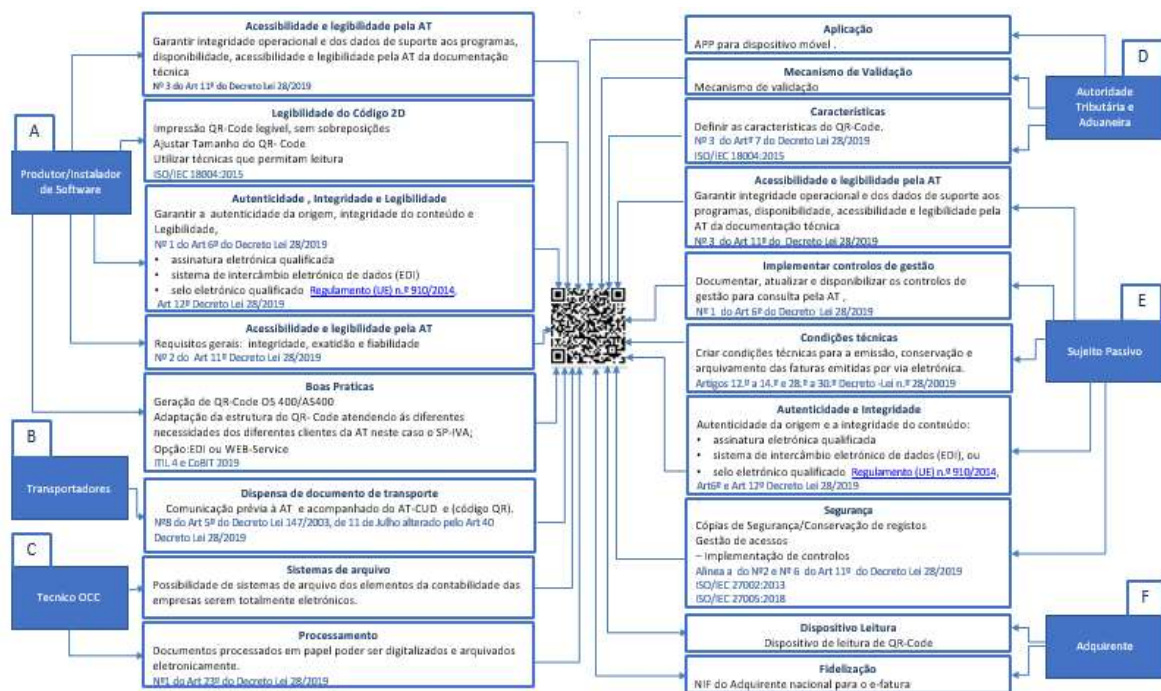 A
Produtor/Instalador
de Software
B
Transportadores
C
Tecnico OCC
Acessibilidade e legibilidade pela AT
Garantir integridade operacional e dos dados de suporte aos programas,
disponibilidade, acessibilidade e legibilidade pela AT da documentação
técnica
Nº 3 do Art 11º do Decreto Lei 28/2019
Legibilidade do Código 2D
Impressão QR-Code legível, sem sobreposições
Ajustar Tamanho do QR- Code
Utilizar técnicas que permitam leitura
ISO/IEC 18004:2015
Autenticidade , Integridade e Legibilidade
Garantir a autenticidade da origem, integridade do conteúdo e
Legibilidade,
Nº 1 do Art 6º do Decreto Lei 28/2019
• assinatura eletrónica qualificada
• sistema de intercâmbio eletrónico de dados (EDI)
• selo eletrónico qualificado Regulamento (UE) n.º 910/2014,
Art 12º Decreto Lei 28/2019
Acessibilidade e legibilidade pela AT
Requisitos gerais: integridade, exatidão e fiabilidade
Nº 2 do Art 11º Decreto Lei 28/2019
Boas Praticas
Geração de QR-Code OS 400/AS400
Adaptação da estrutura do QR- Code atendendo ás diferentes
necessidades dos diferentes clientes da AT neste caso o SP-IVA;
Opção:EDI ou WEB-Service
ITIL 4 e CoBIT 2019
Dispensa de documento de transporte
Comunicação prévia à AT e acompanhado do AT-CUD e (código QR).
Nº8 do Art 5º do Decreto Lei 147/2003, de 11 de Julho alterado pelo Art 40
Decreto Lei 28/2019
Sistemas de arquivo
Possibilidade de sistemas de arquivo dos elementos da contabilidade das
empresas serem totalmente eletrónicos.
Processamento
Documentos processados em papel poder ser digitalizados e arquivados
eletronicamente.
Nº1 do Art 23º do Decreto Lei 28/2019
Aplicação
APP para dispositivo móvel .
Mecanismo de Validação
Mecanismo de validação
Características
Definir as características do QR-Code.
Nº 3 do Artº 7 do Decreto Lei 28/2019
ISO/IEC 18004:2015
Acessibilidade e legibilidade pela AT
Garantir integridade operacional e dos dados de suporte aos
programas, disponibilidade, acessibilidade e legibilidade pela
AT da documentação técnica
Nº 3 do Art 11º do Decreto Lei 28/2019
Implementar controlos de gestão
Documentar, atualizar e disponibilizar os controlos de
gestão para consulta pela AT ,
Nº 1 do Art 6º do Decreto Lei 28/2019
Condições técnicas
Criar condições técnicas para a emissão, conservação e
arquivamento das faturas emitidas por via eletrónica.
Artigos 12.º a 14.º e 28.º a 30.º Decreto -Lei n.º 28/20019
Autenticidade e Integridade
Autenticidade da origem e a integridade do conteúdo:
• assinatura eletrónica qualificada
• sistema de intercâmbio eletrónico de dados (EDI), ou
• selo eletrónico qualificado Regulamento (UE) n.º 910/2014,
Art6º e Art 12º Decreto Lei 28/2019
Segurança
Cópias de Segurança/Conservação de registos
Gestão de acessos
– Implementação de controlos
Alinea a do Nº2 e Nº 6 do Art 11º do Decreto Lei 28/2019
ISO/IEC 27002:2013
ISO/IEC 27005:2018
Dispositivo Leitura
Dispositivo de leitura de QR-Code
Fidelização
NIF do Adquirente nacional para o e-fatura
D
Autoridade
Tributária e
Aduaneira
E
Sujeito Passivo
F
Adquirente